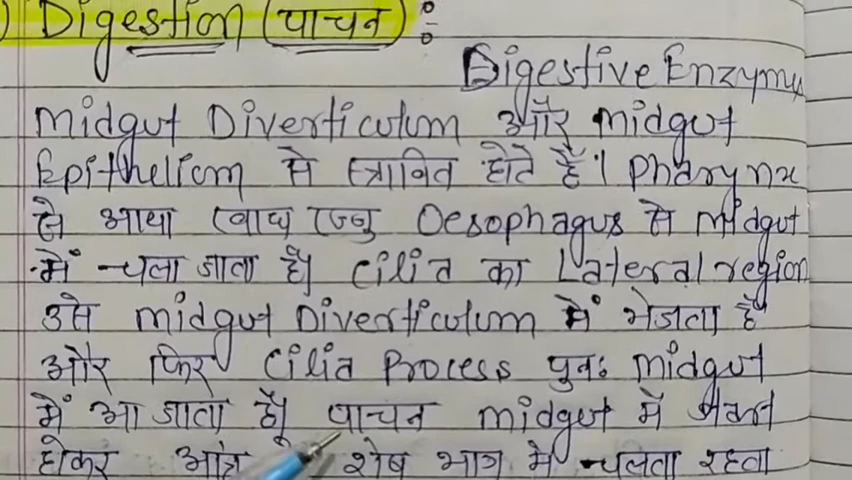 ) Digestion (पाचन) :
Digestive Enzymes
Midgut Diverticulum और midgut
Epithelium से स्त्रावित होते हैं। Pharynx
से आया खाद्य रज्जु Oesophagus से midgut
में चला जाता है। Cilia का Lateral region
उसे midgut Diverticulum में भेजता है
और फिर Cilia Process पुनः midgut
में आ जाता है। पाचन midgut में
होकर आंत्र शेष भाग में चलता रहता